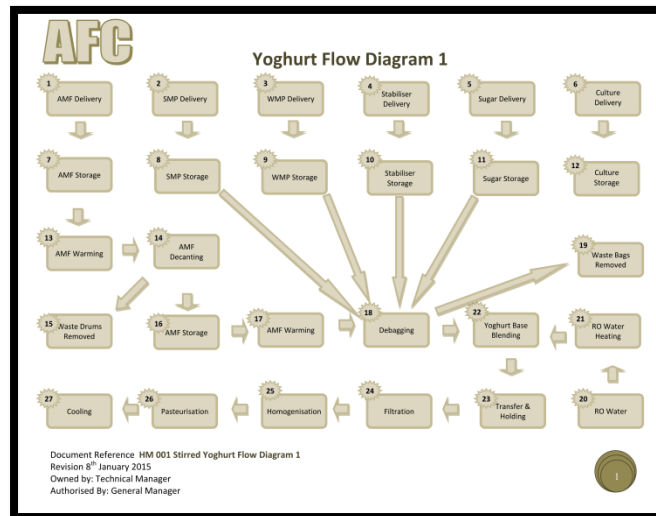 AFC
Yoghurt Flow Diagram 1
1
AMF Delivery
2
SMP Delivery
3
WMP Delivery
4
Stabiliser
Delivery
5
Sugar Delivery
6
Culture
Delivery
7
AMF Storage
8
SMP Storage
9
WMP Storage
10
Stabiliser
Storage
11
Sugar Storage
12
Culture
Storage
13
AMF Warming
14
AMF
Decanting
19
Waste Bags
Removed
15
Waste Drums
Removed
16
AMF Storage
17
AMF Warming
18
Debagging
22
Yoghurt Base
Blending
21
RO Water
Heating
27
Cooling
26
Pasteurisation
25
Homogenisation
24
Filtration
23
Transfer &
Holding
20
RO Water
Document Reference HM 001 Stirred Yoghurt Flow Diagram 1
Revision 8th January 2015
Owned by: Technical Manager
Authorised By: General Manager
1